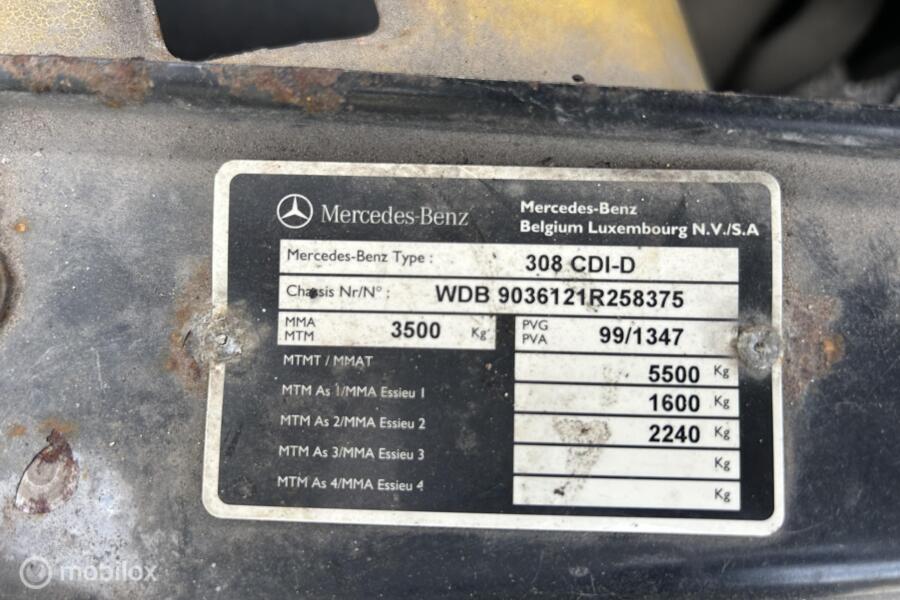 Mercedes-Benz
Mercedes-Benz
Belgium Luxembourg N.V./S.A
Mercedes-Benz Type : 308 CDI-D
Chassis Nr/N° : WDB 9036121R258375
MMA
MTM 3500 Kg
PVG
PVA 99/1347
MTMT / MMAT 5500 Kg
MTM As 1/MMA Essieu 1 1600 Kg
MTM As 2/MMA Essieu 2 2240 Kg
MTM As 3/MMA Essieu 3 Kg
MTM As 4/MMA Essieu 4 Kg
mobilox